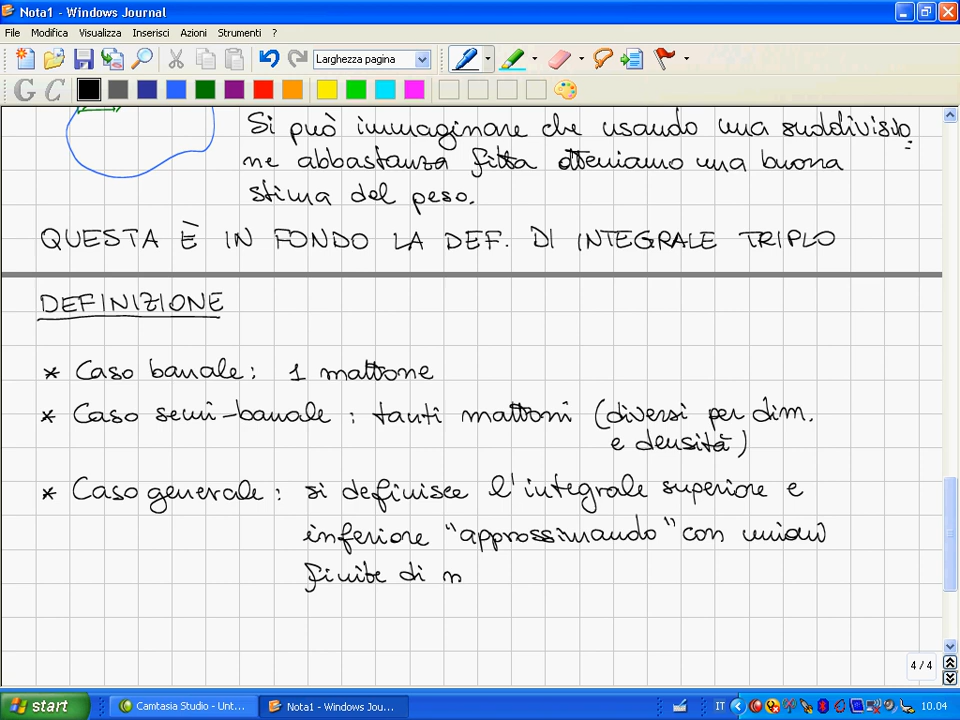 Nota1 - Windows Journal
File Modifica Visualizza Inserisci Azioni Strumenti ?
Larghezza pagina
G C
Si può immaginare che usando una suddivisio
ne abbastanza fitta otteniamo una buona
stima del peso.
QUESTA È IN FONDO LA DEF. DI INTEGRALE TRIPLO
DEFINIZIONE
* Caso banale: 1 mattone
* Caso semi-banale: tanti mattoni (diversi per dim.
e densità)
* Caso generale: si definisce l'integrale superiore e
inferiore "approssimando" con unioni
finite di m
4/4
start Camtasia Studio - Unt... Nota1 - Windows Jou... IT 10.04